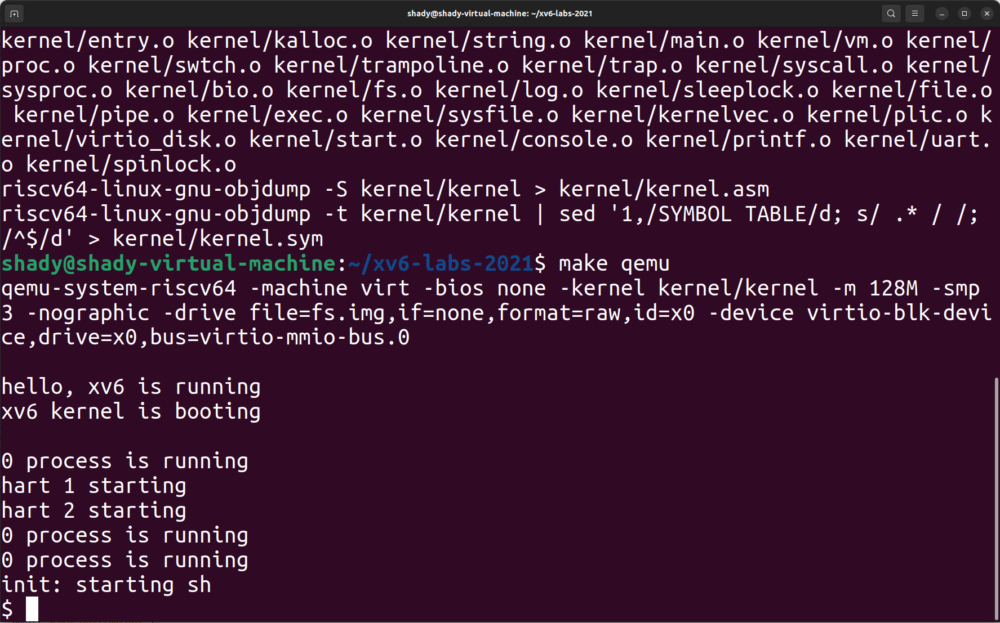 shady@shady-virtual-machine: ~/xv6-labs-2021
kernel/entry.o kernel/kalloc.o kernel/string.o kernel/main.o kernel/vm.o kernel/
proc.o kernel/swtch.o kernel/trampoline.o kernel/trap.o kernel/syscall.o kernel/
sysproc.o kernel/bio.o kernel/fs.o kernel/log.o kernel/sleeplock.o kernel/file.o
 kernel/pipe.o kernel/exec.o kernel/sysfile.o kernel/kernelvec.o kernel/plic.o k
ernel/virtio_disk.o kernel/start.o kernel/console.o kernel/printf.o kernel/uart.
o kernel/spinlock.o
riscv64-linux-gnu-objdump -S kernel/kernel > kernel/kernel.asm
riscv64-linux-gnu-objdump -t kernel/kernel | sed '1,/SYMBOL TABLE/d; s/ .* / /;
/^$/d' > kernel/kernel.sym
shady@shady-virtual-machine:~/xv6-labs-2021$ make qemu
qemu-system-riscv64 -machine virt -bios none -kernel kernel/kernel -m 128M -smp
3 -nographic -drive file=fs.img,if=none,format=raw,id=x0 -device virtio-blk-devi
ce,drive=x0,bus=virtio-mmio-bus.0
hello, xv6 is running
xv6 kernel is booting
0 process is running
hart 1 starting
hart 2 starting
0 process is running
0 process is running
init: starting sh
$